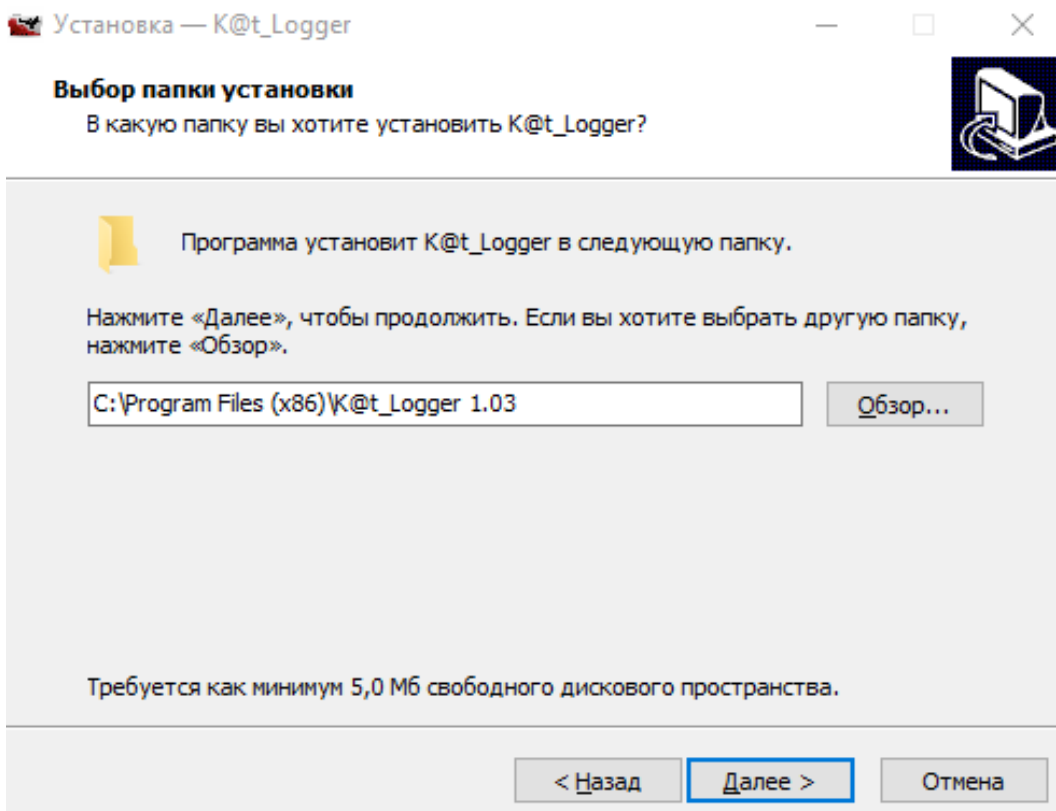 Установка — K@t_Logger
Выбор папки установки
В какую папку вы хотите установить K@t_Logger?
Программа установит K@t_Logger в следующую папку.
Нажмите «Далее», чтобы продолжить. Если вы хотите выбрать другую папку,
нажмите «Обзор».
C:\Program Files (x86)\K@t_Logger 1.03
Обзор...
Требуется как минимум 5,0 Мб свободного дискового пространства.
< Назад
Далее >
Отмена